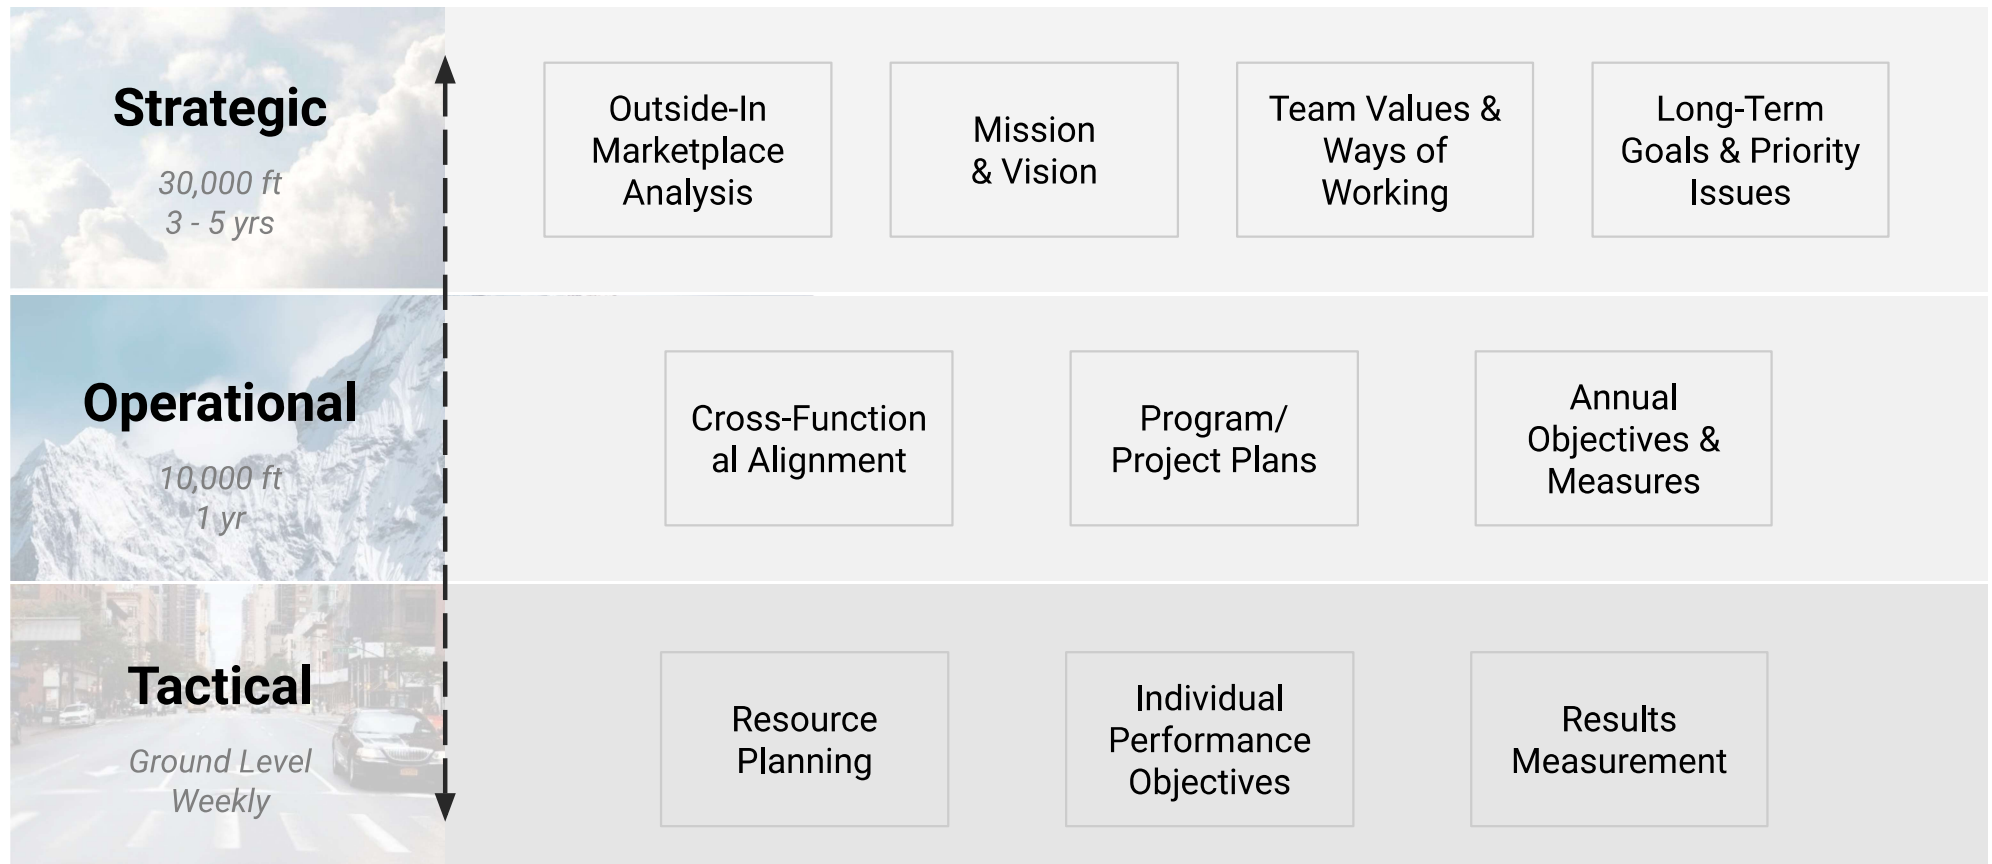 Strategic
30,000 ft
3 - 5 yrs
Outside-In
Marketplace
Analysis
Mission
& Vision
Team Values &
Ways of
Working
Long-Term
Goals & Priority
Issues
Operational
10,000 ft
1 yr
Cross-Function
al Alignment
Program/
Project Plans
Annual
Objectives &
Measures
Tactical
Ground Level
Weekly
Resource
Planning
Individual
Performance
Objectives
Results
Measurement